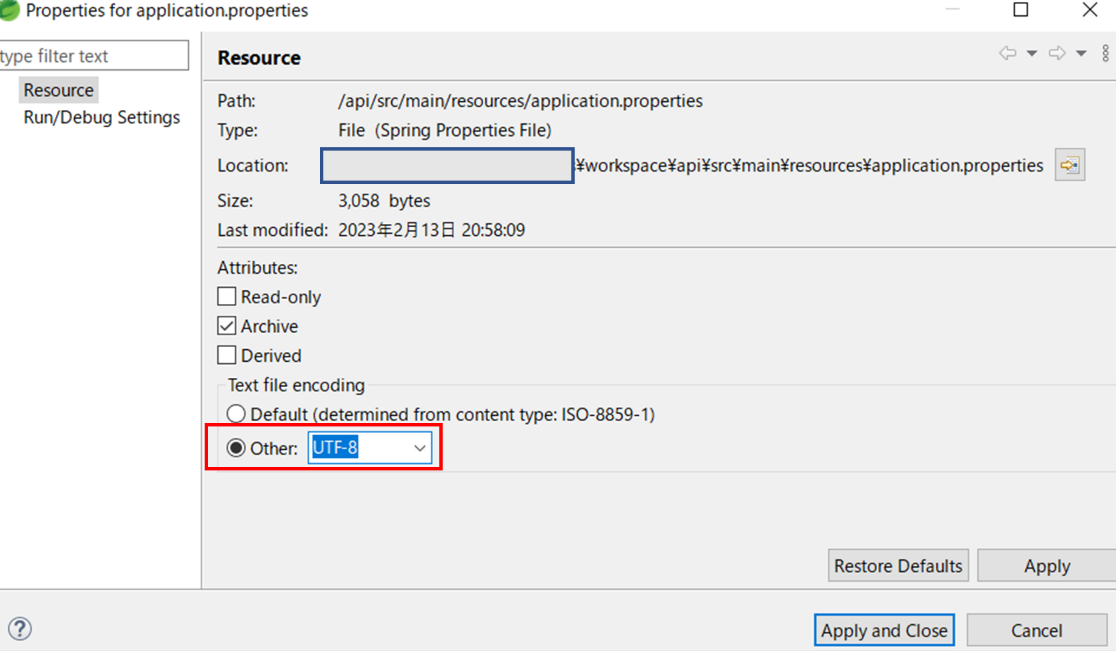 Properties for application.properties
type filter text
Resource
Run/Debug Settings
Resource
Path: /api/src/main/resources/application.properties
Type: File (Spring Properties File)
Location: ¥workspace¥api¥src¥main¥resources¥application.properties
Size: 3,058 bytes
Last modified: 2023年2月13日 20:58:09
Attributes:
Read-only
Archive
Derived
Text file encoding
Default (determined from content type: ISO-8859-1)
Other: UTF-8
Restore Defaults Apply
? Apply and Close Cancel